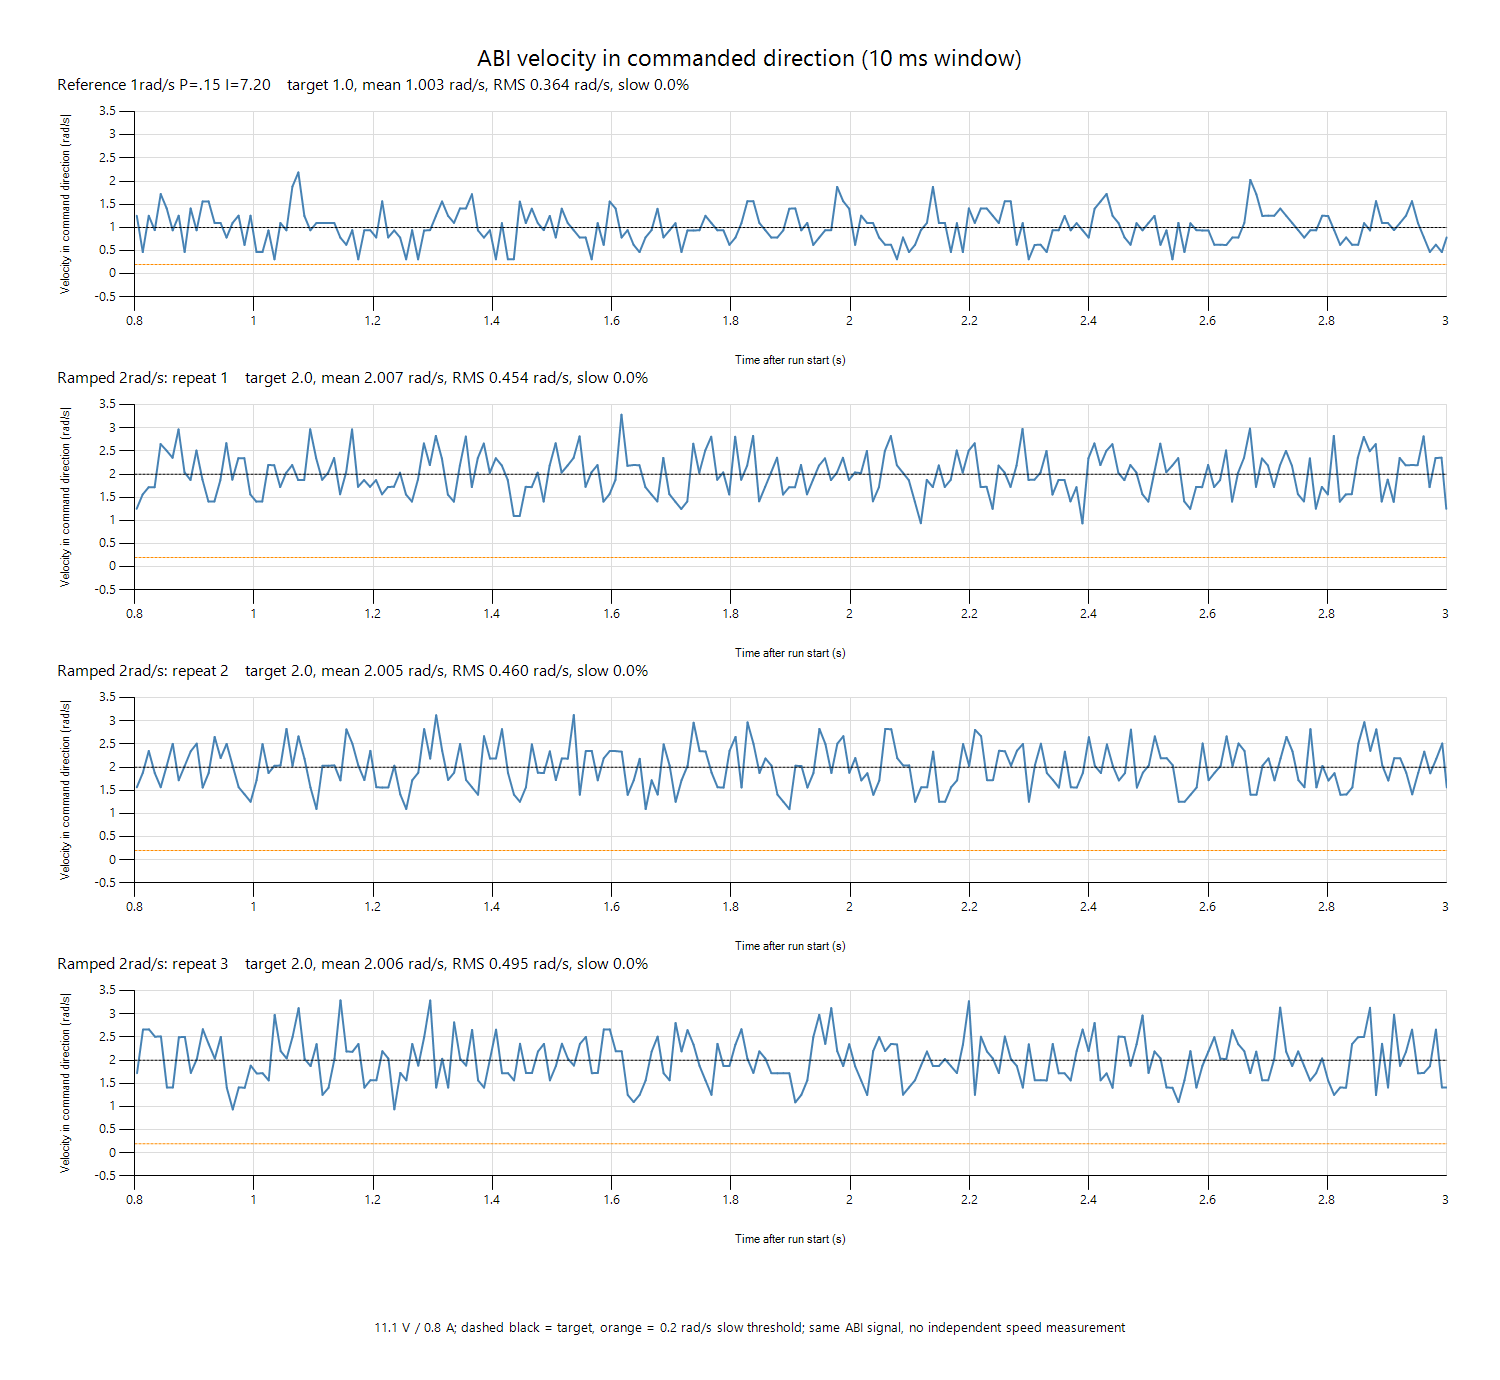 ABI velocity in commanded direction (10 ms window)
Reference 1rad/s P=.15 I=7.20    target 1.0, mean 1.003 rad/s, RMS 0.364 rad/s, slow 0.0%
Velocity in command direction (rad/s|
3.5
3
2.5
2
1.5
1
0.5
0
-0.5
0.8 1 1.2 1.4 1.6 1.8 2 2.2 2.4 2.6 2.8 3
Time after run start (s)
Ramped 2rad/s: repeat 1    target 2.0, mean 2.007 rad/s, RMS 0.454 rad/s, slow 0.0%
Velocity in command direction (rad/s|
3.5
3
2.5
2
1.5
1
0.5
0
-0.5
0.8 1 1.2 1.4 1.6 1.8 2 2.2 2.4 2.6 2.8 3
Time after run start (s)
Ramped 2rad/s: repeat 2    target 2.0, mean 2.005 rad/s, RMS 0.460 rad/s, slow 0.0%
Velocity in command direction (rad/s|
3.5
3
2.5
2
1.5
1
0.5
0
-0.5
0.8 1 1.2 1.4 1.6 1.8 2 2.2 2.4 2.6 2.8 3
Time after run start (s)
Ramped 2rad/s: repeat 3    target 2.0, mean 2.006 rad/s, RMS 0.495 rad/s, slow 0.0%
Velocity in command direction (rad/s|
3.5
3
2.5
2
1.5
1
0.5
0
-0.5
0.8 1 1.2 1.4 1.6 1.8 2 2.2 2.4 2.6 2.8 3
Time after run start (s)
11.1 V / 0.8 A; dashed black = target, orange = 0.2 rad/s slow threshold; same ABI signal, no independent speed measurement